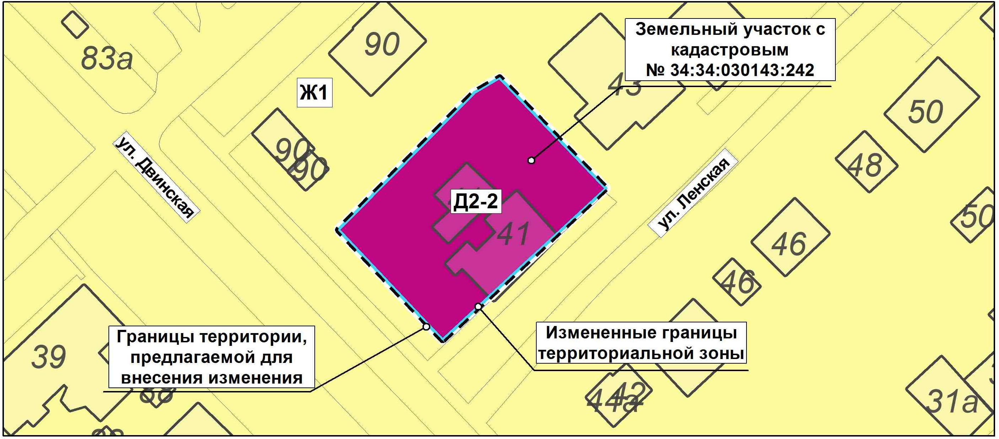 90
83а
Земельный участок с
кадастровым
№ 34:34:030143:242
43
Ж1
50
90
90
48
ул. Двинская
ул. Ленская
Д2-2
50
41
46
46
Границы территории,
предлагаемой для
внесения изменения
Измененные границы
территориальной зоны
39
42
44а
31а